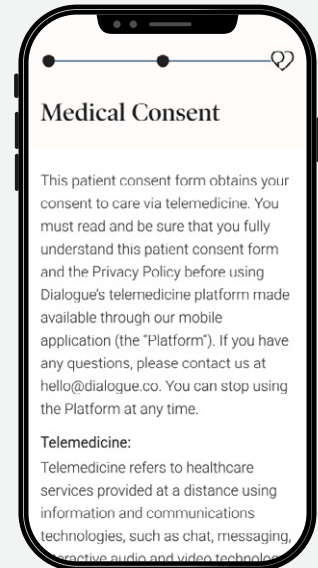 Medical Consent
This patient consent form obtains your
consent to care via telemedicine. You
must read and be sure that you fully
understand this patient consent form
and the Privacy Policy before using
Dialogue's telemedicine platform made
available through our mobile
application (the "Platform"). If you have
any questions, please contact us at
hello@dialogue.co. You can stop using
the Platform at any time.
Telemedicine:
Telemedicine refers to healthcare
services provided at a distance using
information and communications
technologies, such as chat, messaging,
audio and video